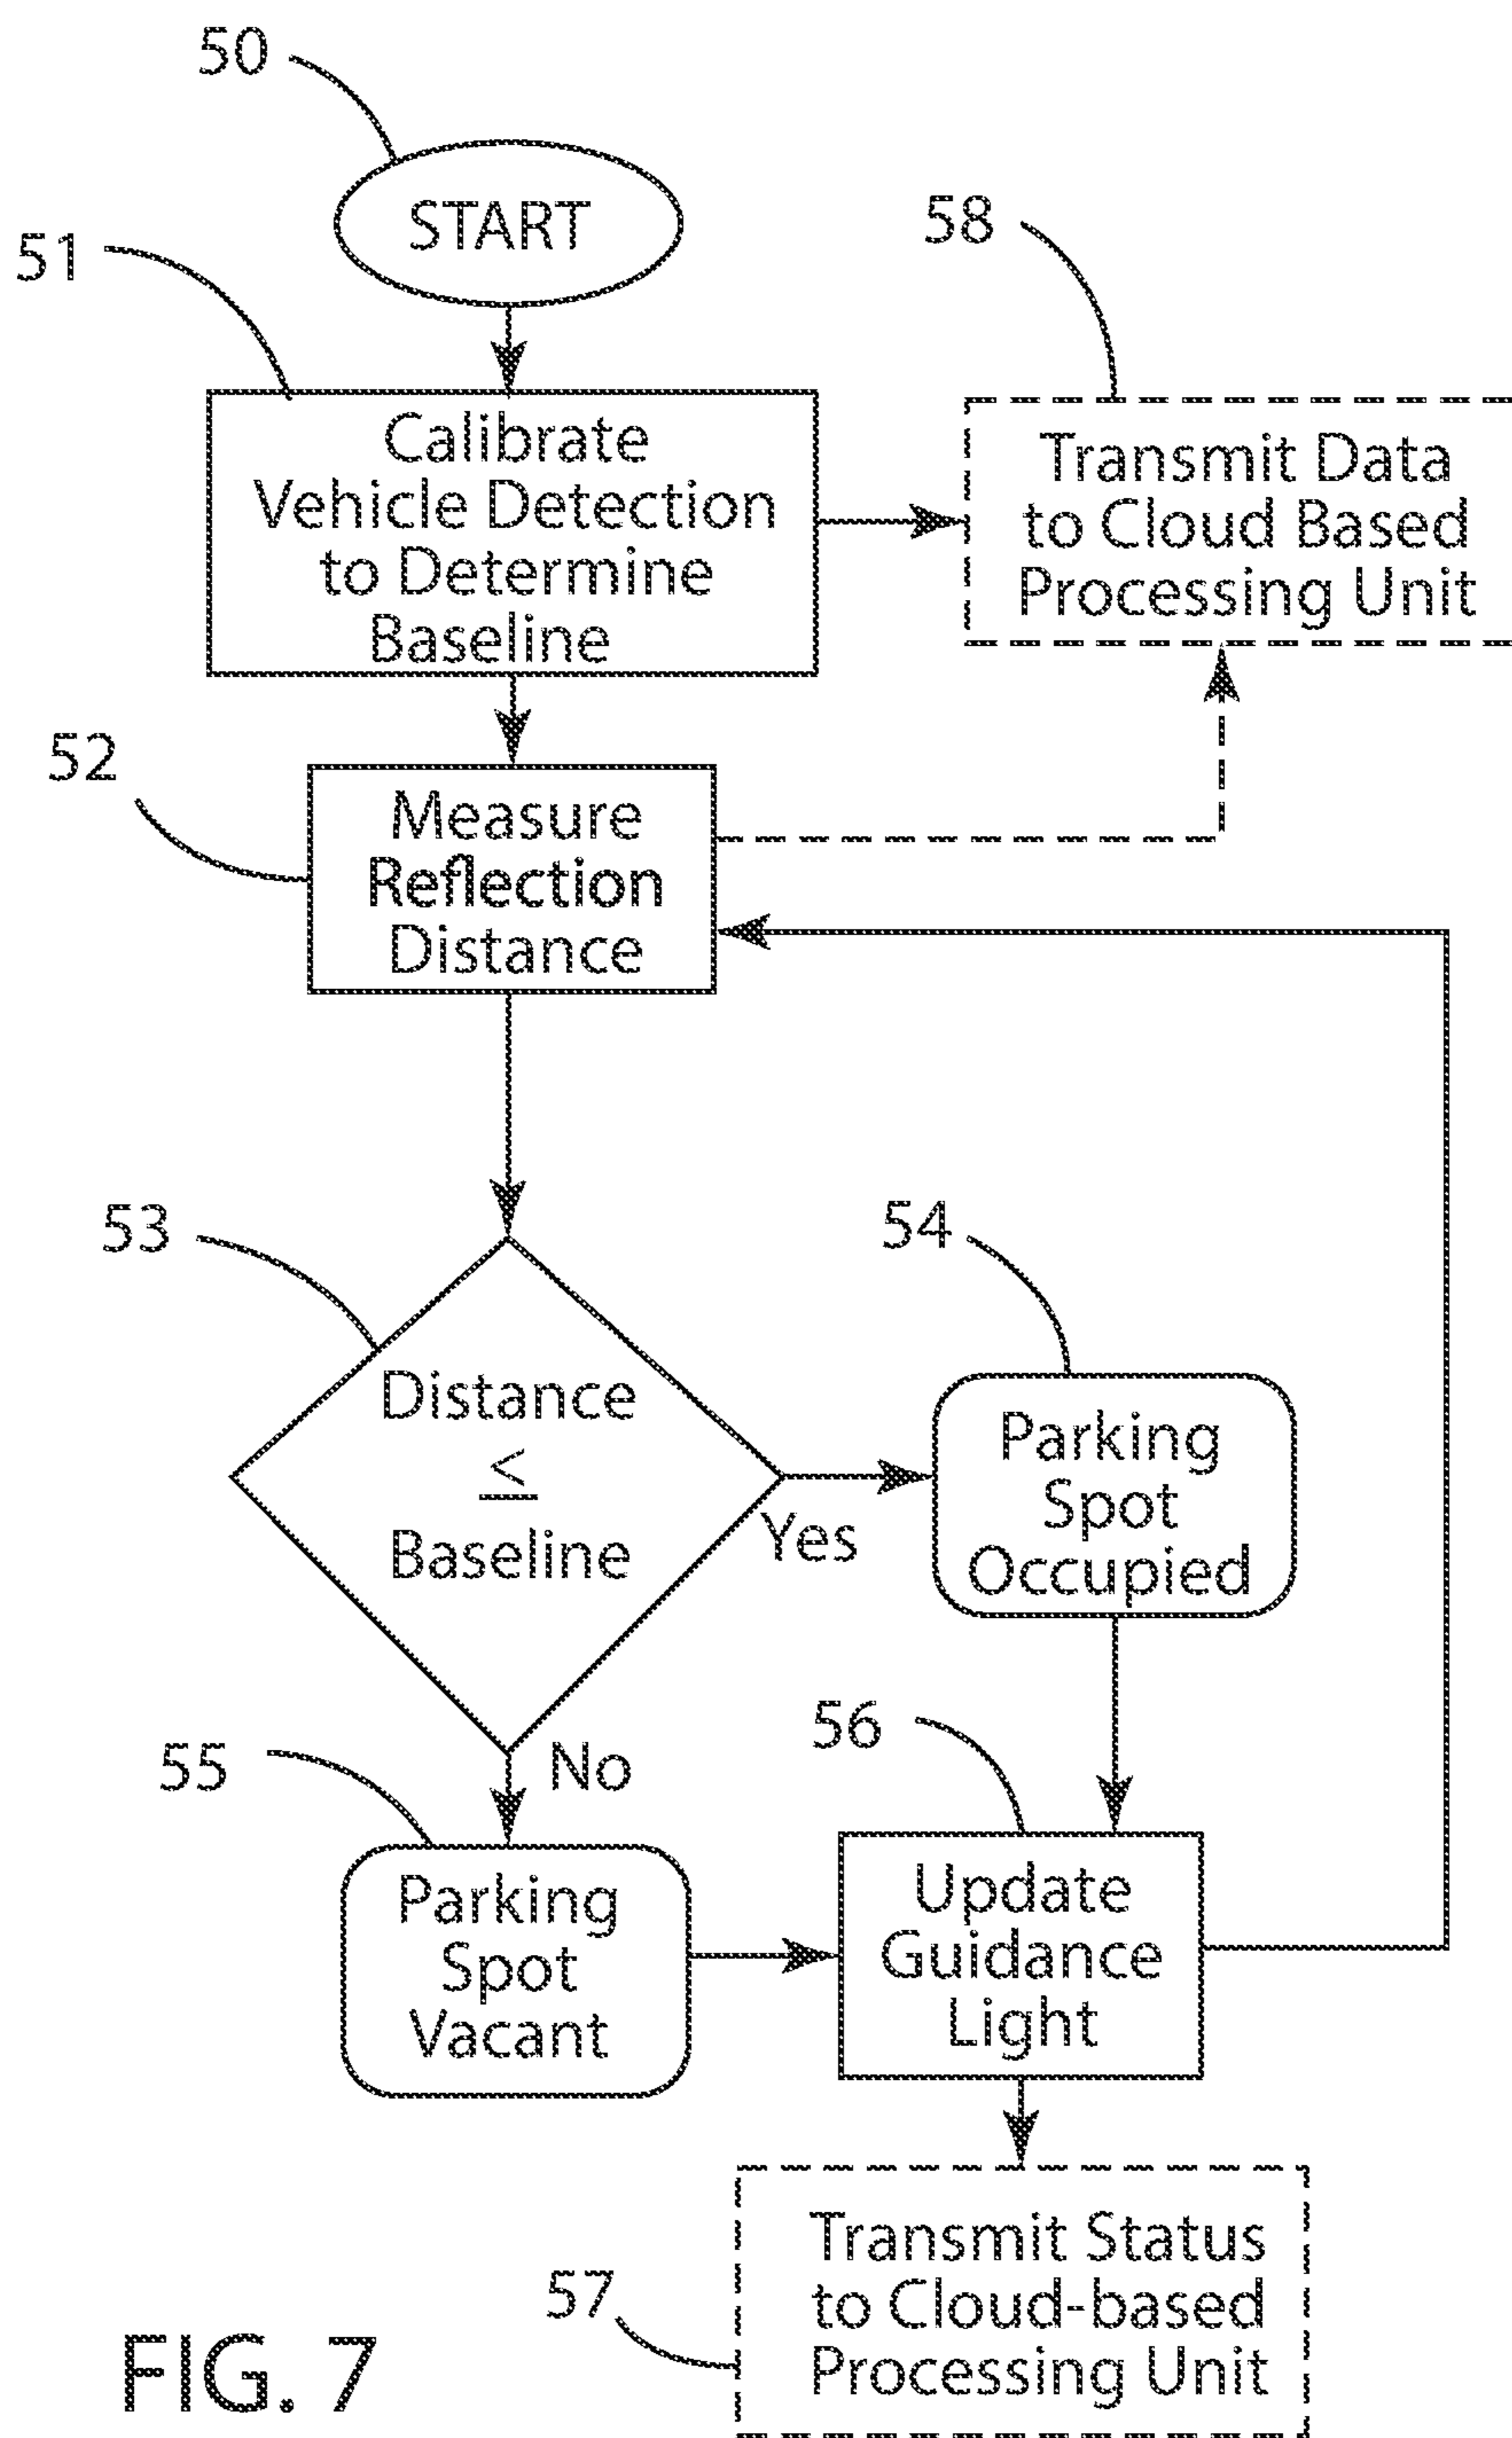 50
START
51
58
Calibrate
Vehicle Detection
to Determine
Baseline
Transmit Data
to Cloud Based
Processing Unit
52
Measure
Reflection
Distance
53
54
Distance
≤
Baseline
Yes
Parking
Spot
Occupied
55
No
56
Parking
Spot
Vacant
Update
Guidance
Light
57
Transmit Status
to Cloud-based
Processing Unit
FIG. 7